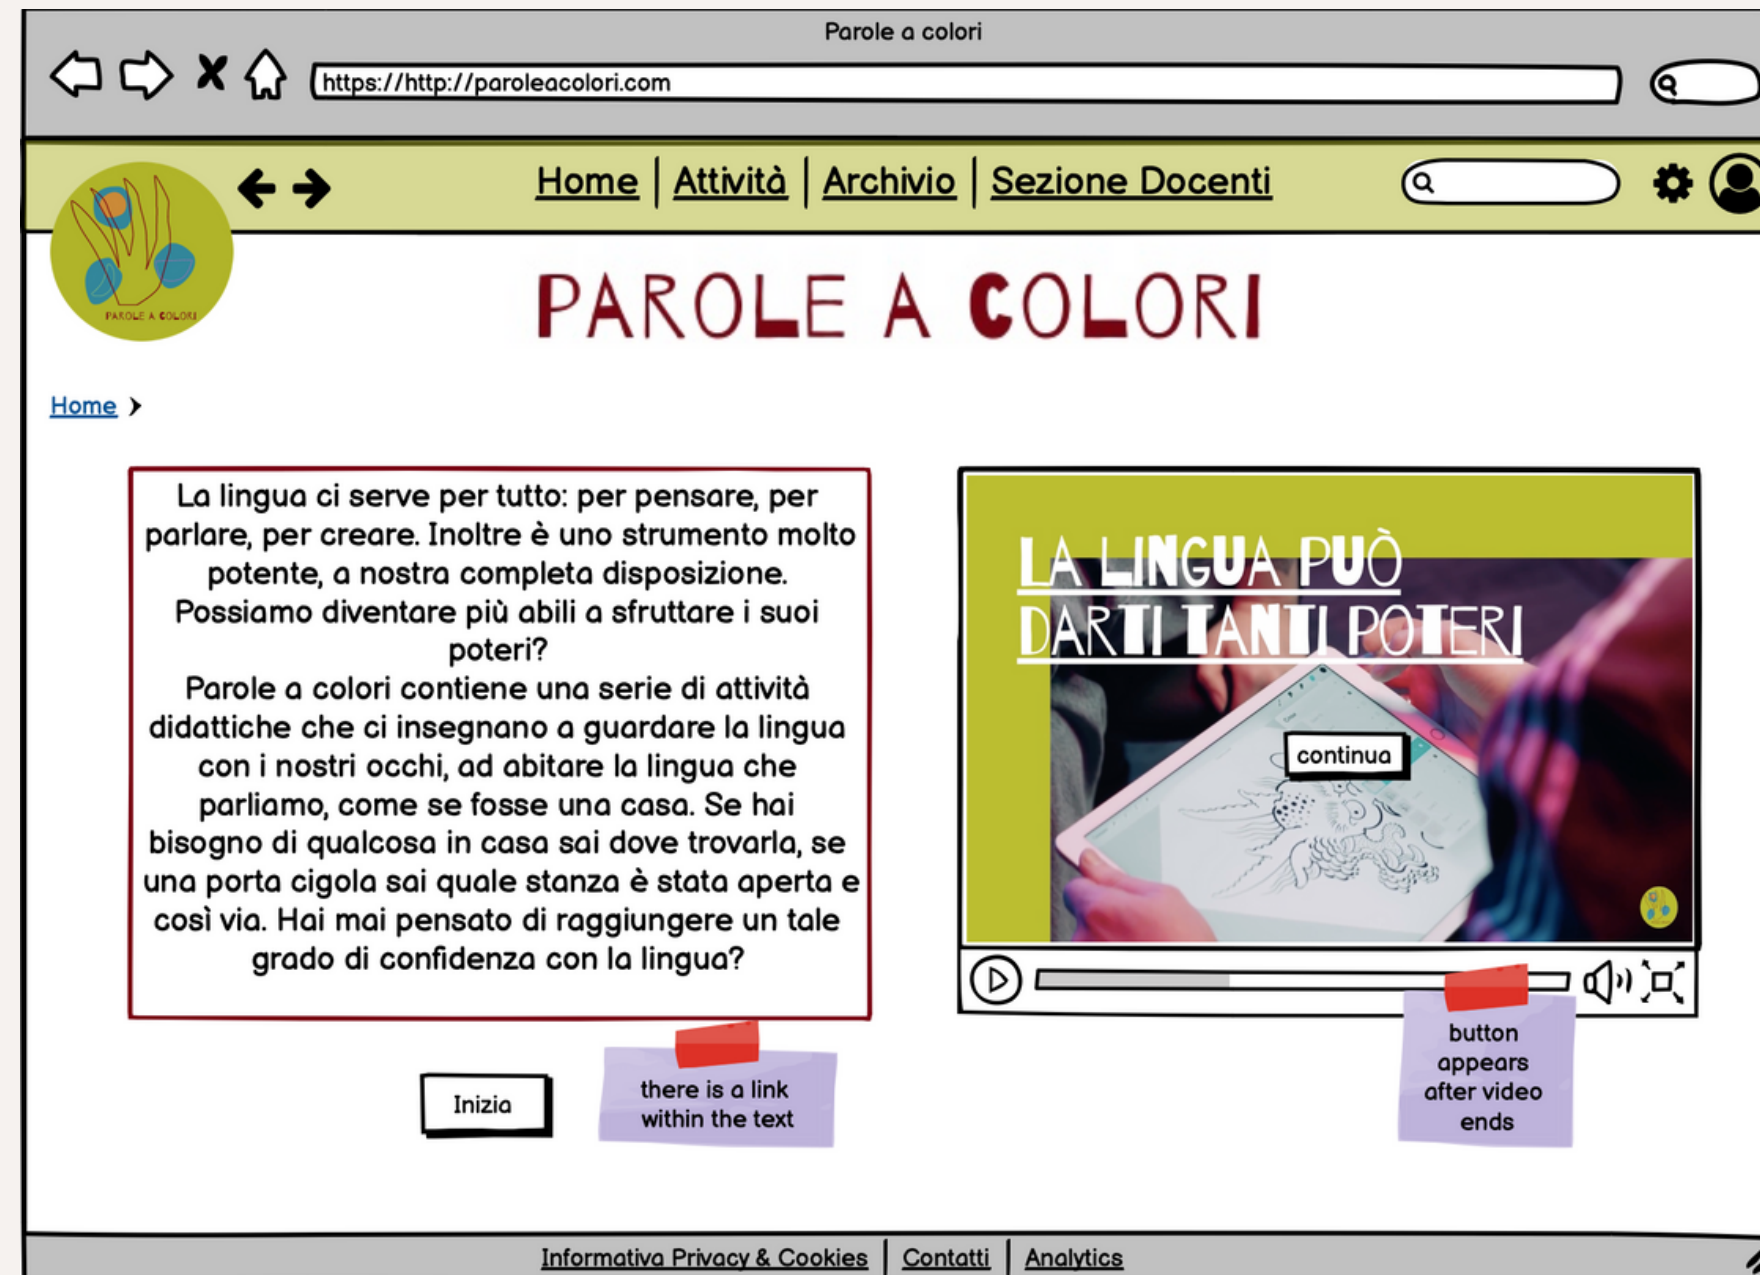 Parole a colori
https://http://paroleacolori.com
Home | Attività | Archivio | Sezione Docenti
PAROLE A COLORI
PAROLE A COLORI
Home
La lingua ci serve per tutto: per pensare, per
parlare, per creare. Inoltre è uno strumento molto
potente, a nostra completa disposizione.
Possiamo diventare più abili a sfruttare i suoi
poteri?
Parole a colori contiene una serie di attività
didattiche che ci insegnano a guardare la lingua
con i nostri occhi, ad abitare la lingua che
parliamo, come se fosse una casa. Se hai
bisogno di qualcosa in casa sai dove trovarla, se
una porta cigola sai quale stanza è stata aperta e
così via. Hai mai pensato di raggiungere un tale
grado di confidenza con la lingua?
Inizia
there is a link
within the text
LA LINGUA PUÒ
DARTI TANTI POTERI
continua
button
appears
after video
ends
Informativa Privacy & Cookies | Contatti | Analytics